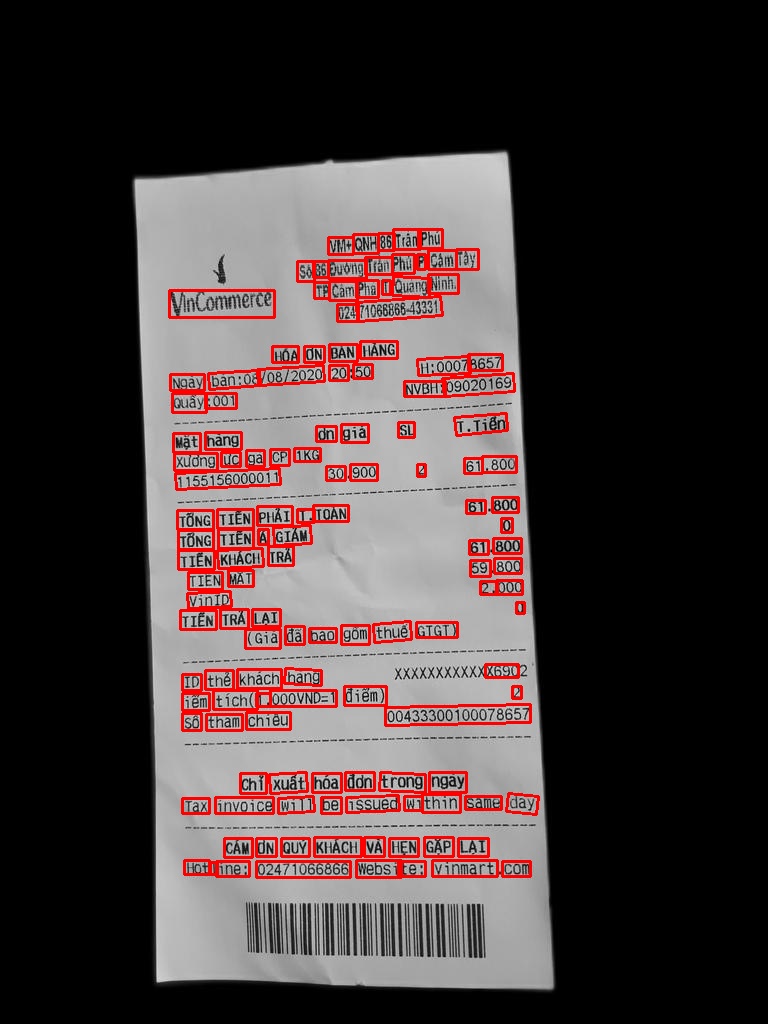 VM+ QNH 86 Trần Phú
Số 86 Đường Trần Phú P Cẩm Tây
TP Cẩm Phả T Quảng Ninh.
VinCommerce
024 71066866-43331
HÓA ĐƠN BÁN HÀNG
Ngày bán:08/08/2020 20:50 H:00078657
Quầy:001 NVBH:09020169
Mặt hàng Đơn giá SL T.Tiền
Xương ức gà CP 1KG
1155156000011 30.900 2 61.800
TỔNG TIỀN PHẢI T.TOÁN 61.800
TỔNG TIỀN ĐÃ GIẢM 0
TIỀN KHÁCH TRẢ 61.800
TIỀN MẶT 59.800
VinID 2.000
TIỀN TRẢ LẠI 0
(Giá đã bao gồm thuế GTGT)
ID thẻ khách hàng XXXXXXXXXXXX6902
Điểm tích(1.000VND=1 điểm) 2
Số tham chiếu 00433300100078657
Chỉ xuất hóa đơn trong ngày
Tax invoice will be issued within same day
CẢM ƠN QUÝ KHÁCH VÀ HẸN GẶP LẠI
Hotline: 02471066866 Website: vinmart.com